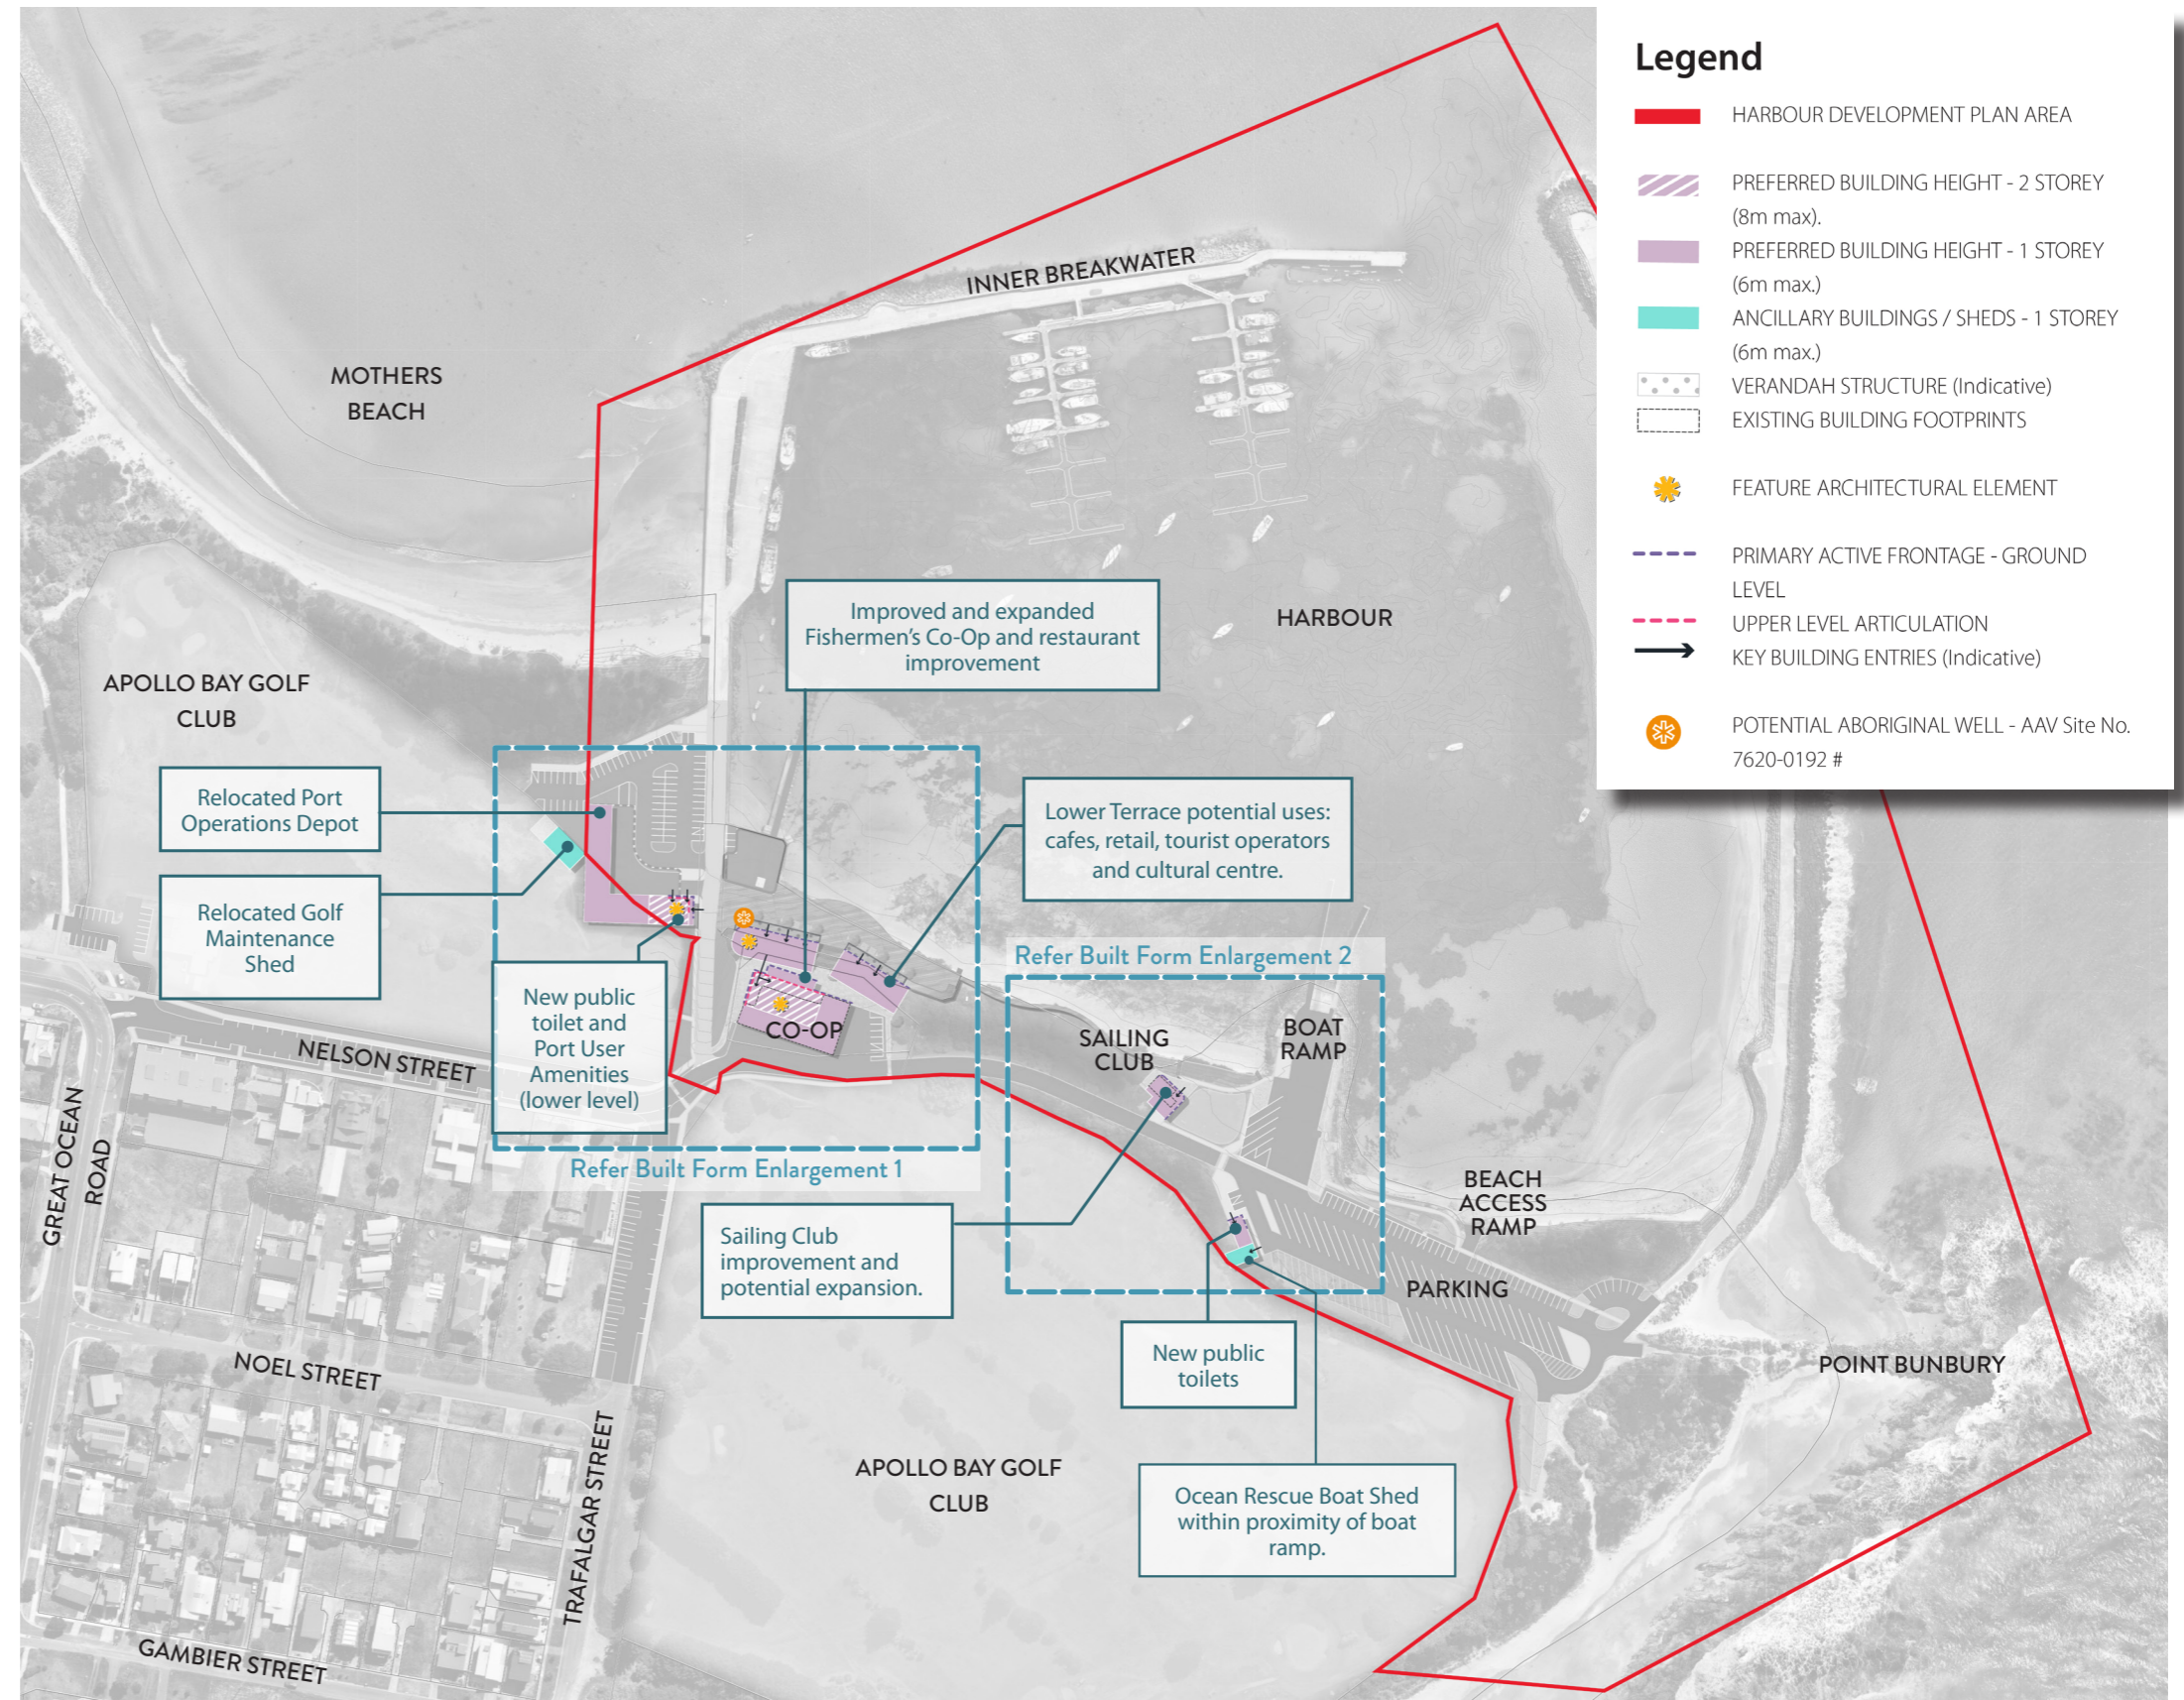 Legend
HARBOUR DEVELOPMENT PLAN AREA
PREFERRED BUILDING HEIGHT - 2 STOREY
(8m max).
PREFERRED BUILDING HEIGHT - 1 STOREY
(6m max.)
ANCILLARY BUILDINGS / SHEDS - 1 STOREY
(6m max.)
VERANDAH STRUCTURE (Indicative)
EXISTING BUILDING FOOTPRINTS
FEATURE ARCHITECTURAL ELEMENT
PRIMARY ACTIVE FRONTAGE - GROUND
LEVEL
UPPER LEVEL ARTICULATION
KEY BUILDING ENTRIES (Indicative)
POTENTIAL ABORIGINAL WELL - AAV Site No.
7620-0192 #
INNER BREAKWATER
MOTHERS
BEACH
HARBOUR
Improved and expanded
Fishermen's Co-Op and restaurant
improvement
APOLLO BAY GOLF
CLUB
Relocated Port
Operations Depot
Lower Terrace potential uses:
cafes, retail, tourist operators
and cultural centre.
Relocated Golf
Maintenance
Shed
Refer Built Form Enlargement 2
New public
toilet and
Port User
Amenities
(lower level)
CO-OP
SAILING
CLUB
BOAT
RAMP
NELSON STREET
GREAT OCEAN
ROAD
Refer Built Form Enlargement 1
BEACH
ACCESS
RAMP
Sailing Club
improvement and
potential expansion.
PARKING
New public
toilets
POINT BUNBURY
NOEL STREET
TRAFALGAR STREET
APOLLO BAY GOLF
CLUB
Ocean Rescue Boat Shed
within proximity of boat
ramp.
GAMBIER STREET